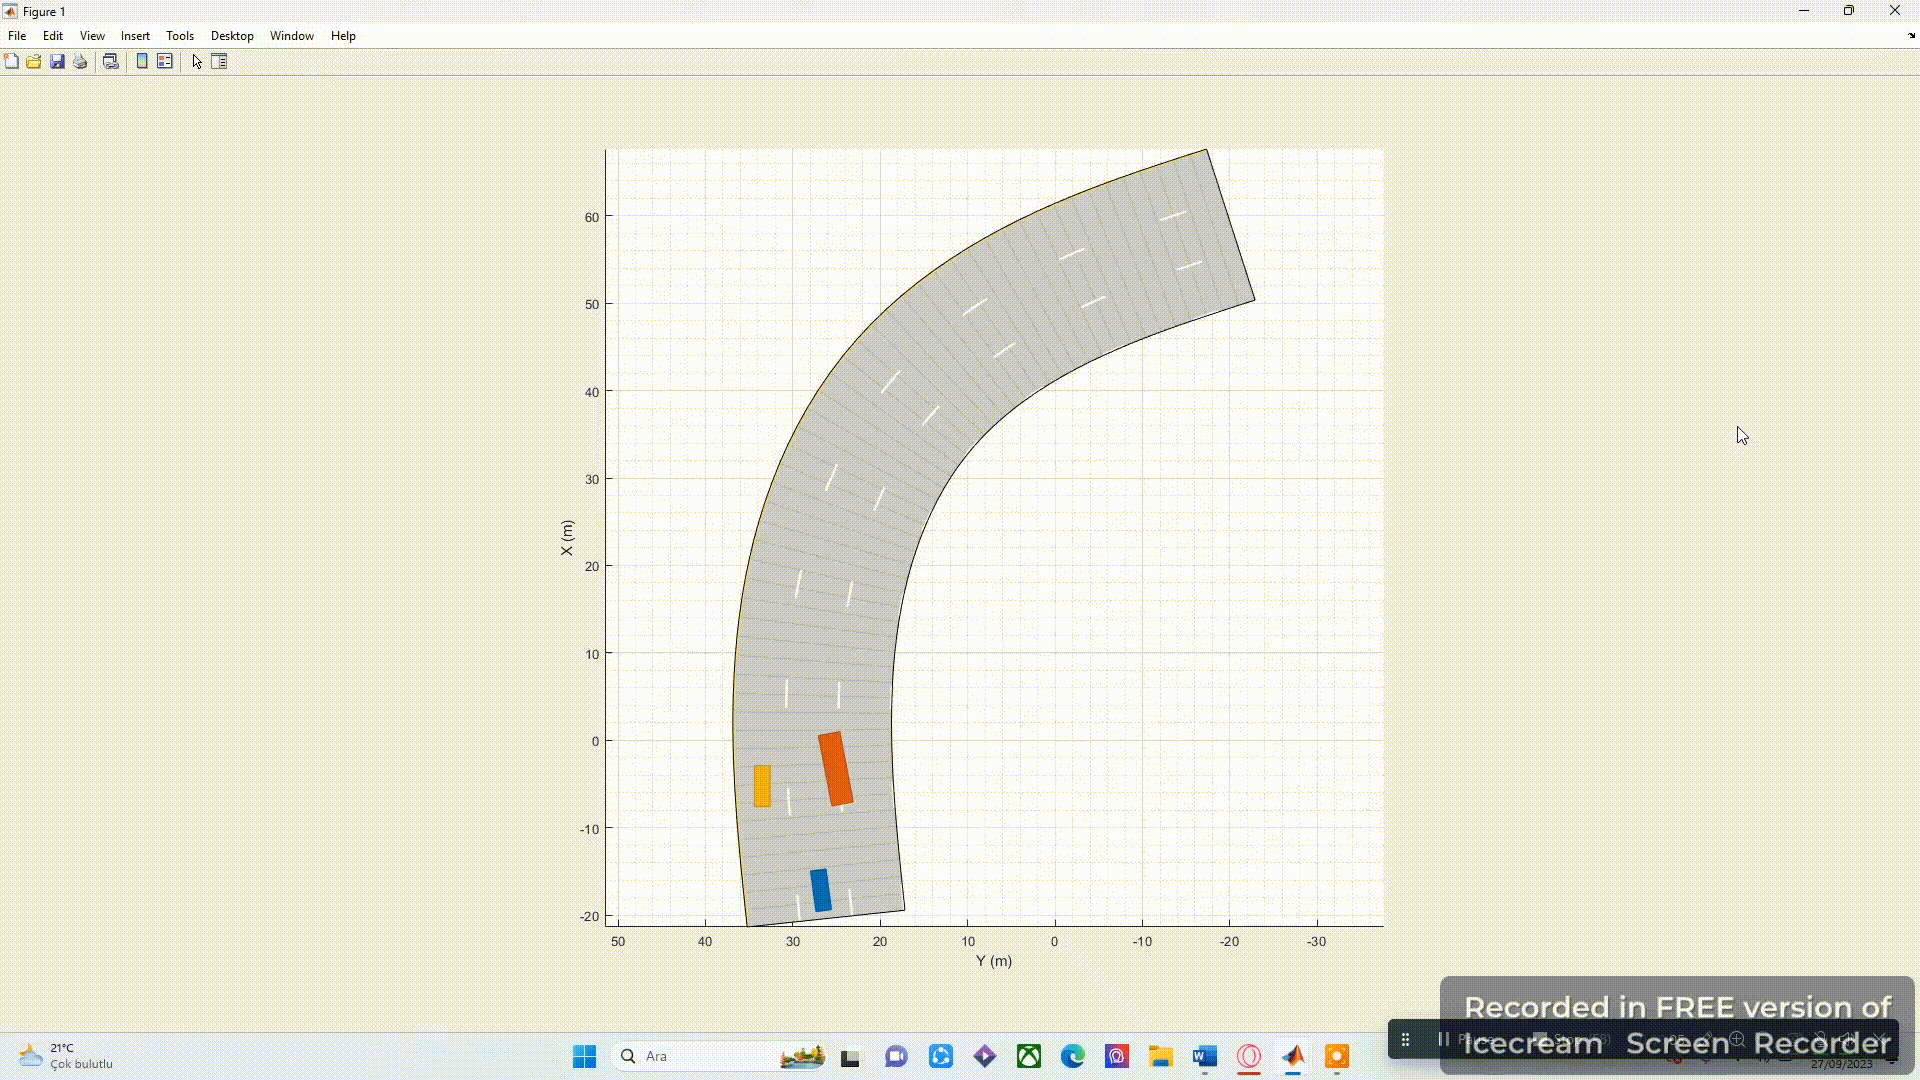 Figure 1
File Edit View Insert Tools Desktop Window Help
60
50
40
30
20
10
0
-10
-20
X (m)
50 40 30 20 10 0 -10 -20 -30
Y (m)
Recorded in FREE version of
Icecream Screen Recorder
21°C
Çok bulutlu
Ara
27/09/2023